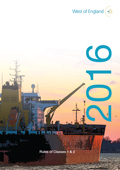 West of England
2016
Rules of Classes 1 & 2